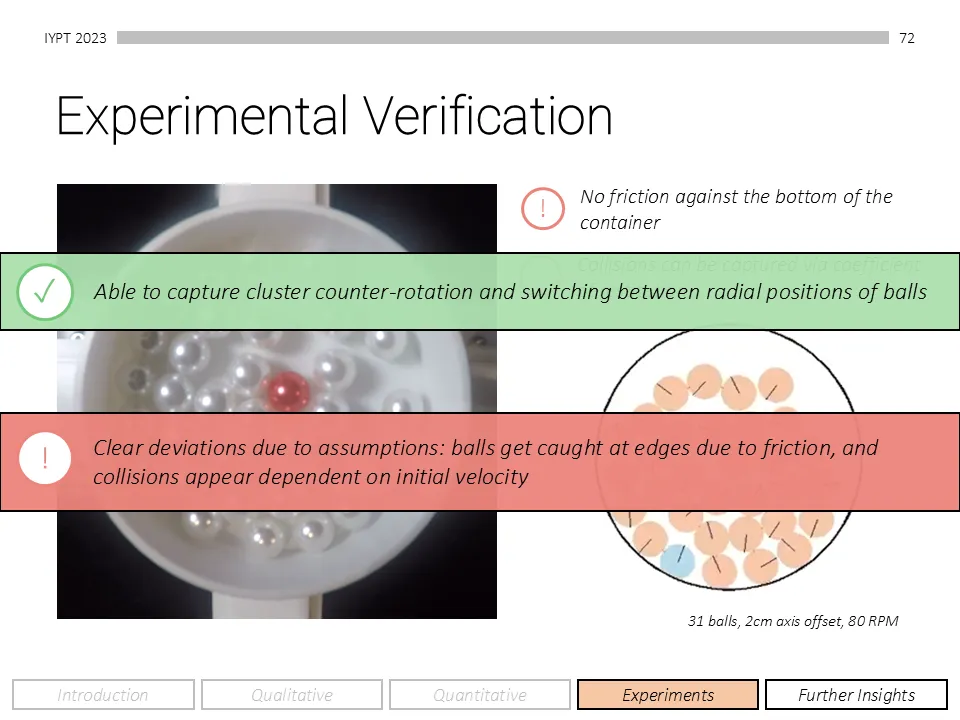 IYPT 2023
72
Experimental Verification
!
No friction against the bottom of the
container
Collisions can be captured via coefficient
✓
Able to capture cluster counter-rotation and switching between radial positions of balls
!
Clear deviations due to assumptions: balls get caught at edges due to friction, and
collisions appear dependent on initial velocity
31 balls, 2cm axis offset, 80 RPM
Introduction
Qualitative
Quantitative
Experiments
Further Insights